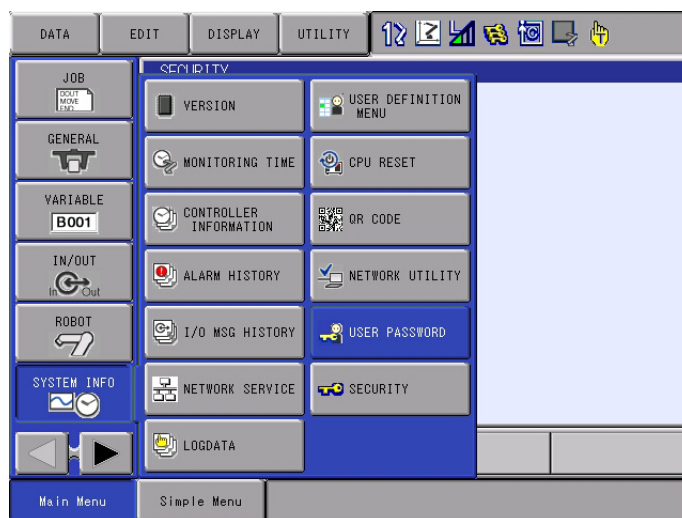 DATA
EDIT
DISPLAY
UTILITY
SECURITY
JOB
DOUT
MOVE
END
GENERAL
VARIABLE
B001
IN/OUT
In
Out
ROBOT
SYSTEM INFO
VERSION
MONITORING TIME
CONTROLLER
INFORMATION
ALARM HISTORY
I/O MSG HISTORY
NETWORK SERVICE
LOGDATA
USER DEFINITION
MENU
CPU RESET
QR CODE
NETWORK UTILITY
USER PASSWORD
SECURITY
Main Menu
Simple Menu